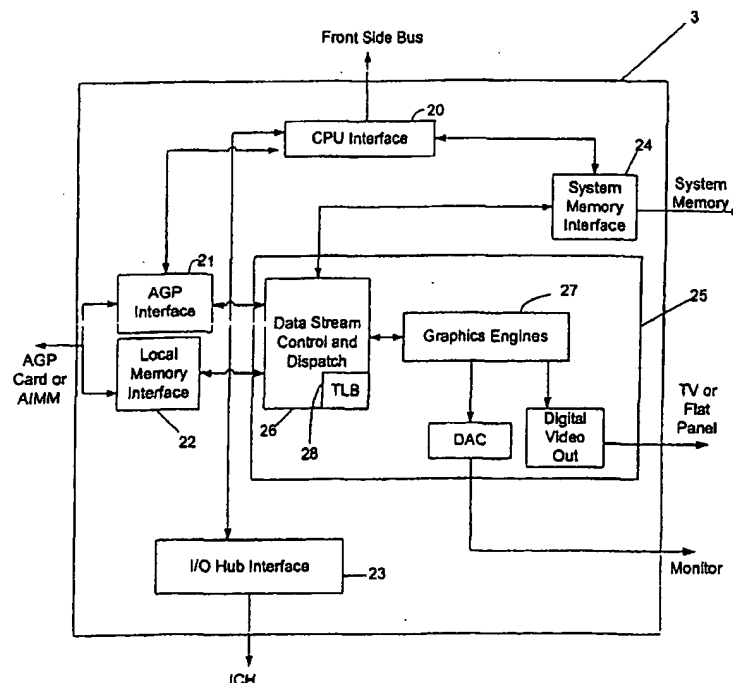 3
Front Side Bus
20
CPU Interface
24
System
Memory
Interface
System
Memory
21
AGP
Interface
Local
Memory
Interface
22
AGP
Card or
AIMM
Data Stream
Control and
Dispatch
TLB
26
28
27
Graphics Engines
25
DAC
Digital
Video
Out
TV or
Flat
Panel
I/O Hub Interface
23
Monitor
ICH